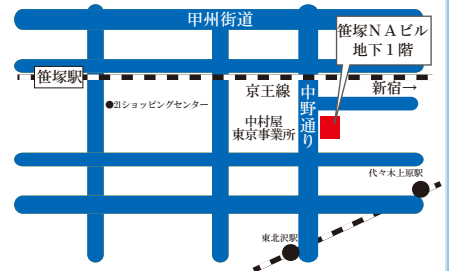 甲州街道
笹塚NAビル
地下1階
笹塚駅
京王線
新宿→
●21ショッピングセンター
中野通り
中村屋
東京事業所
代々木上原駅
東北沢駅